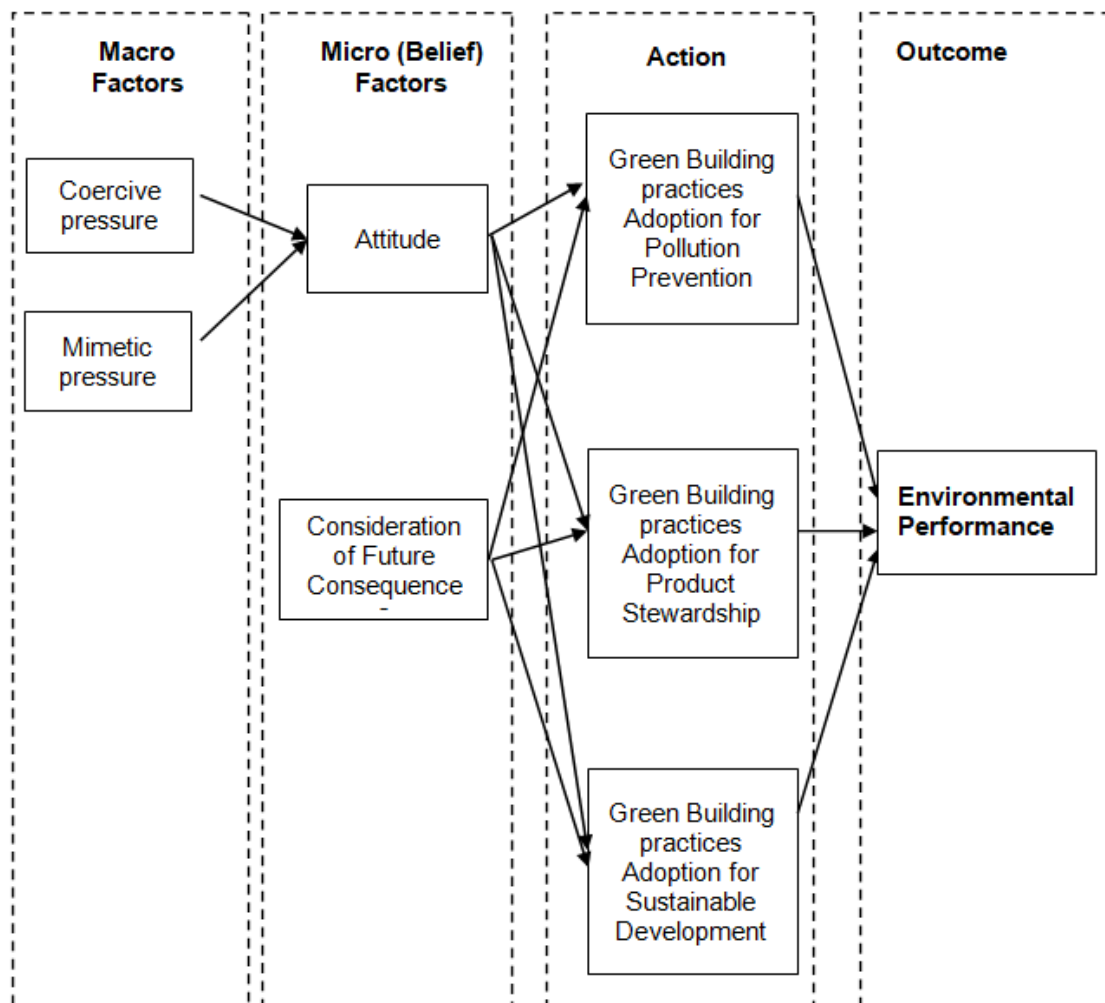 Macro
Factors
Micro (Belief)
Factors
Action
Outcome
Coercive
pressure
Mimetic
pressure
Attitude
Consideration
of Future
Consequence
Green Building
practices
Adoption for
Pollution
Prevention
Green Building
practices
Adoption for
Product
Stewardship
Green Building
practices
Adoption for
Sustainable
Development
Environmental
Performance